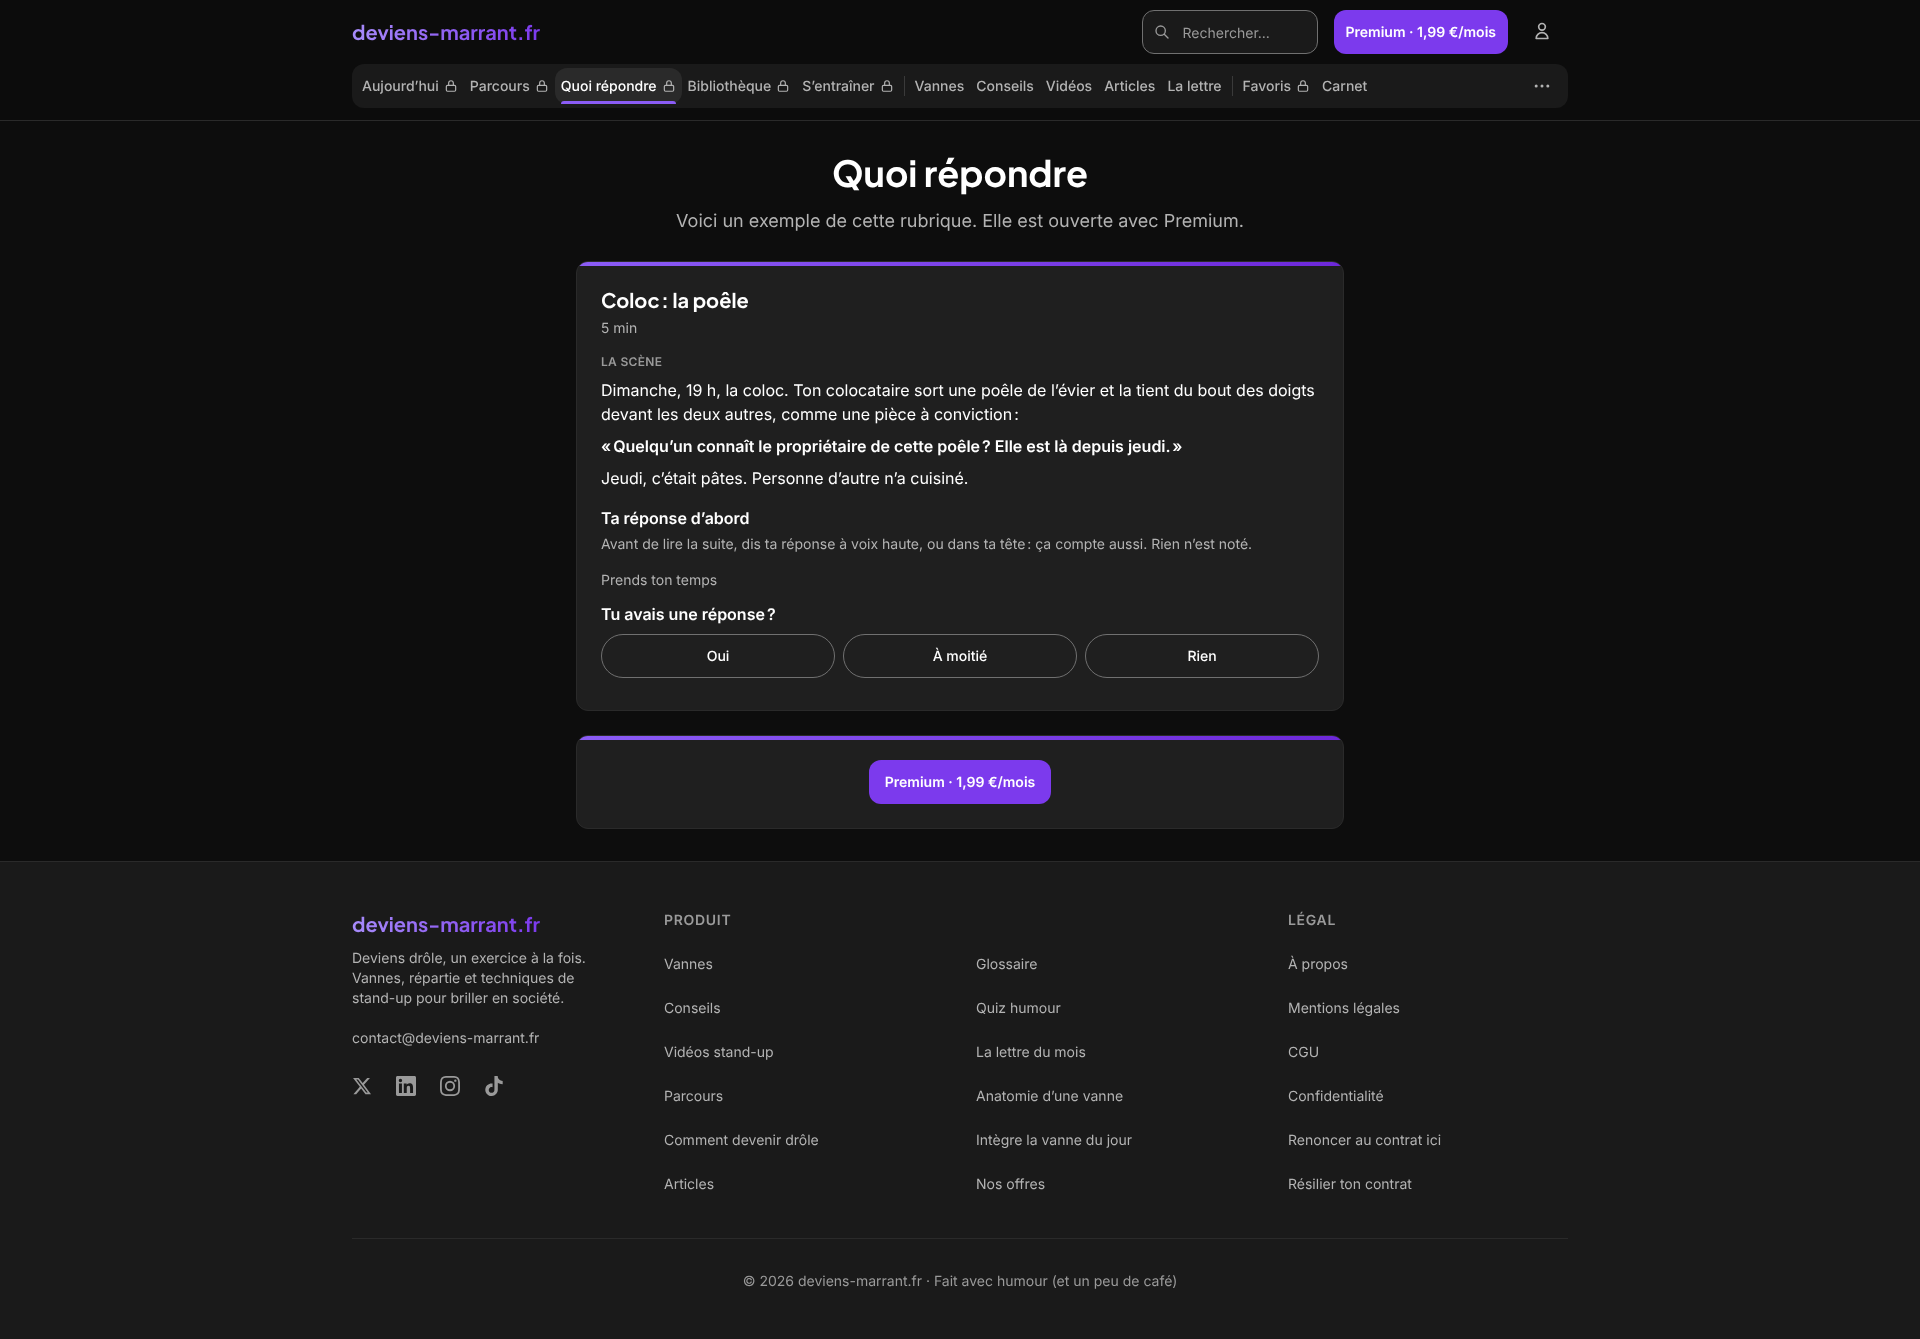 deviens-marrant.fr
Rechercher...
Premium · 1,99 €/mois
Aujourd’hui
Parcours
Quoi répondre
Bibliothèque
S’entraîner
Vannes
Conseils
Vidéos
Articles
La lettre
Favoris
Carnet
Quoi répondre
Voici un exemple de cette rubrique. Elle est ouverte avec Premium.
Coloc : la poêle
5 min
LA SCÈNE
Dimanche, 19 h, la coloc. Ton colocataire sort une poêle de l’évier et la tient du bout des doigts
devant les deux autres, comme une pièce à conviction :
« Quelqu’un connaît le propriétaire de cette poêle ? Elle est là depuis jeudi. »
Jeudi, c’était pâtes. Personne d’autre n’a cuisiné.
Ta réponse d’abord
Avant de lire la suite, dis ta réponse à voix haute, ou dans ta tête : ça compte aussi. Rien n’est noté.
Prends ton temps
Tu avais une réponse ?
Oui
À moitié
Rien
Premium · 1,99 €/mois
deviens-marrant.fr
Deviens drôle, un exercice à la fois.
Vannes, répartie et techniques de
stand-up pour briller en société.
contact@deviens-marrant.fr
PRODUIT
Vannes
Conseils
Vidéos stand-up
Parcours
Comment devenir drôle
Articles
Glossaire
Quiz humour
La lettre du mois
Anatomie d’une vanne
Intègre la vanne du jour
Nos offres
LÉGAL
À propos
Mentions légales
CGU
Confidentialité
Renoncer au contrat ici
Résilier ton contrat
© 2026 deviens-marrant.fr · Fait avec humour (et un peu de café)